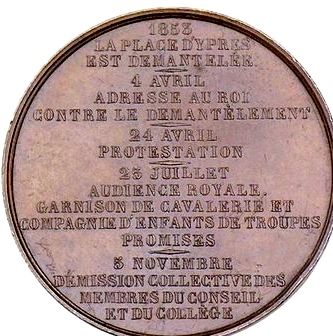 1853
LA PLACE D'YPRES
EST DEMANTELÉE.
4 AVRIL
ADRESSE AU ROI
CONTRE LE DEMANTÈLEMENT
24 AVRIL
PROTESTATION
23 JUILLET
AUDIENCE ROYALE.
GARNISON DE CAVALERIE ET
COMPAGNIE D'ENFANTS DE TROUPES
PROMISES
5 NOVEMBRE
DÉMISSION COLLECTIVE DES
MEMBRES DU CONSEIL
ET DU COLLÈGE